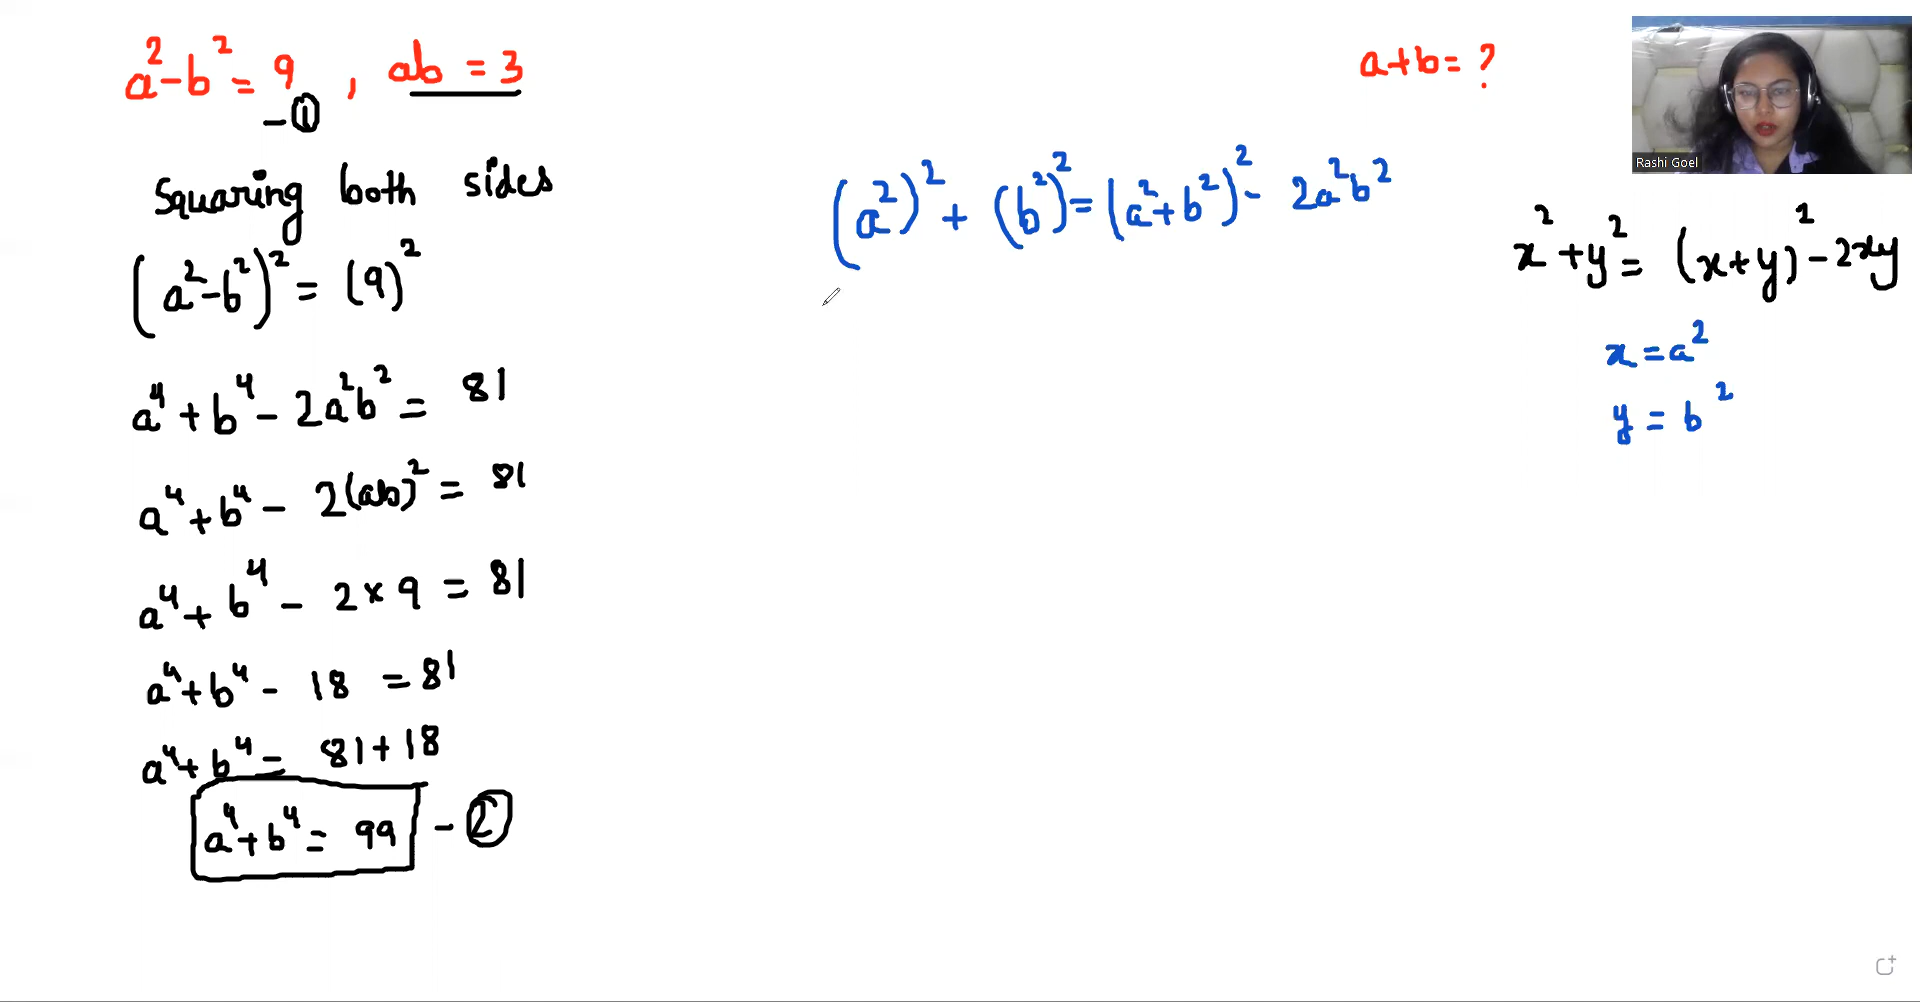 a²-b² = 9 , ab = 3
-①
Squaring both sides
(a²-b²)² = (9)²
a⁴+b⁴-2a²b² = 81
a⁴+b⁴- 2(ab)² = 81
a⁴+b⁴- 2×9 = 81
a⁴+b⁴- 18 = 81
a⁴+b⁴= 81+18
a⁴+b⁴= 99 -②
(a²)² + (b²)² = (a²+b²)² - 2a²b²
a+b= ?
Rashi Goel
x²+y² = (x+y)²-2xy
x = a²
y = b²